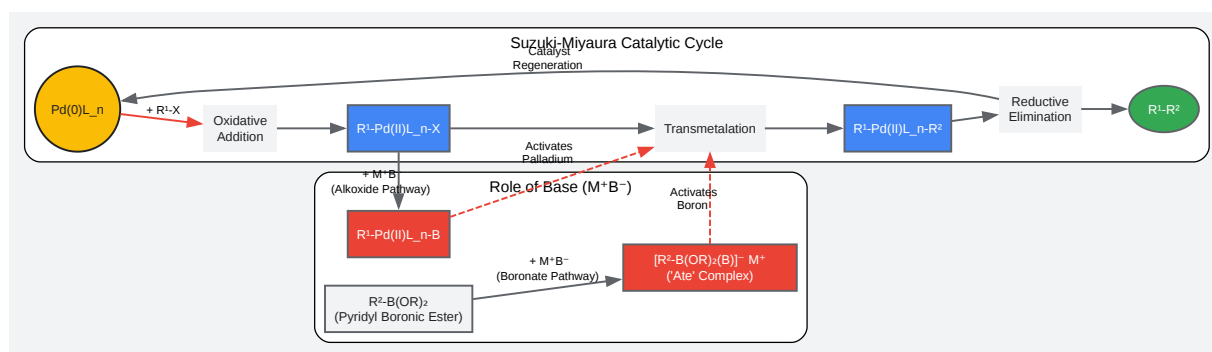 Suzuki-Miyaura Catalytic Cycle
Catalyst
Regeneration
Pd(0)L_n
+ R¹-X
Oxidative
Addition
R¹-Pd(II)L_n-X
Transmetalation
R¹-Pd(II)L_n-R²
Reductive
Elimination
R¹-R²
Activates
Palladium
+ M⁺B⁻
(Alkoxide Pathway)
Role of Base (M⁺B⁻)
Activates
Boron
R¹-Pd(II)L_n-B
[R²-B(OR)₂(B)]⁻ M⁺
('Ate' Complex)
+ M⁺B⁻
(Boronate Pathway)
R²-B(OR)₂
(Pyridyl Boronic Ester)